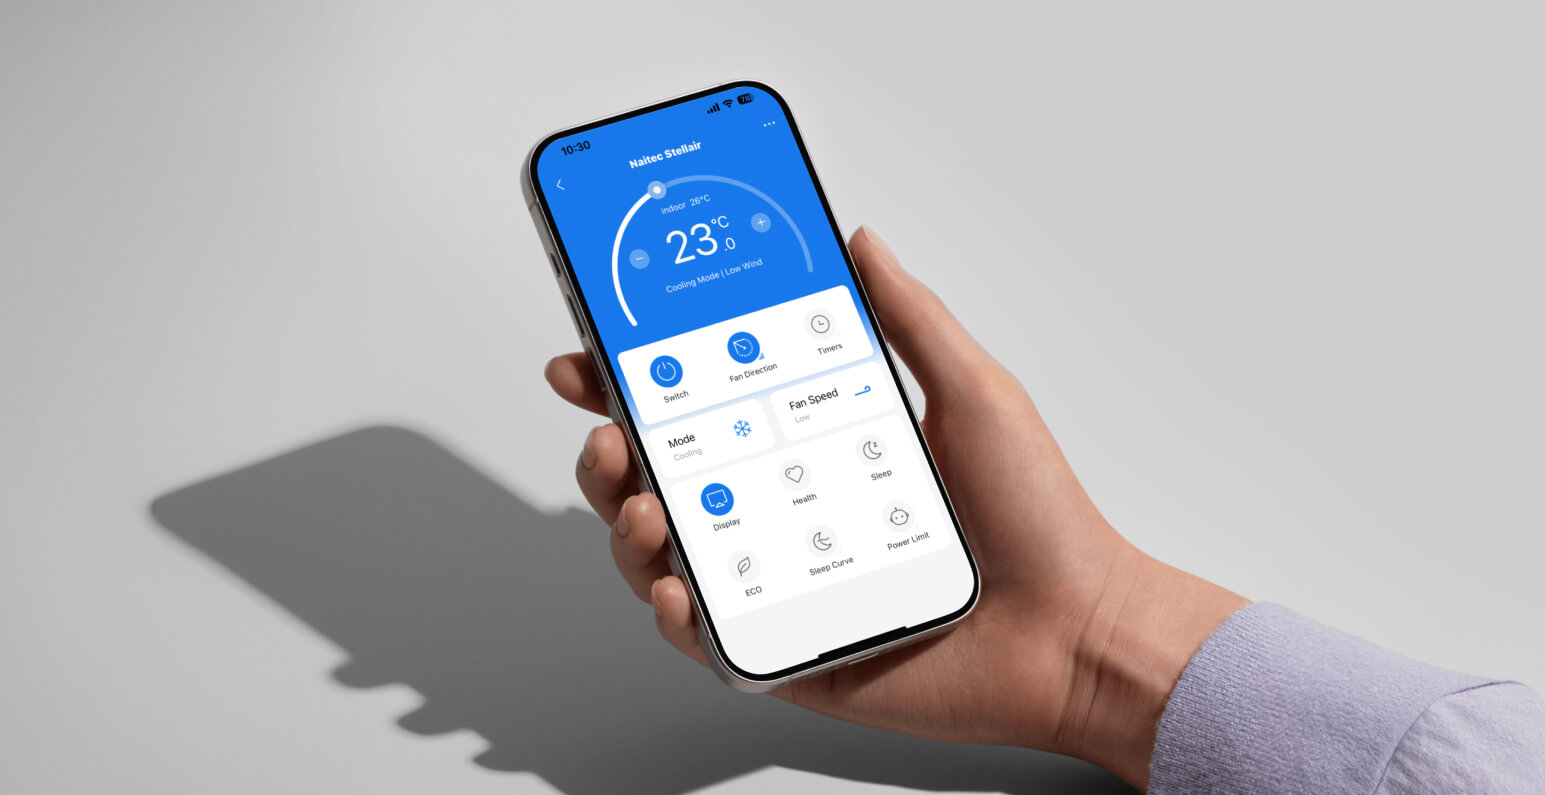 10:30
78
Naitec Stellair
indoor 26°C
23.0°C
Cooling Mode | Low Wind
Switch
Fan Direction
Timers
Mode
Cooling
Fan Speed
Low
Display
Health
Sleep
ECO
Sleep Curve
Power Limit